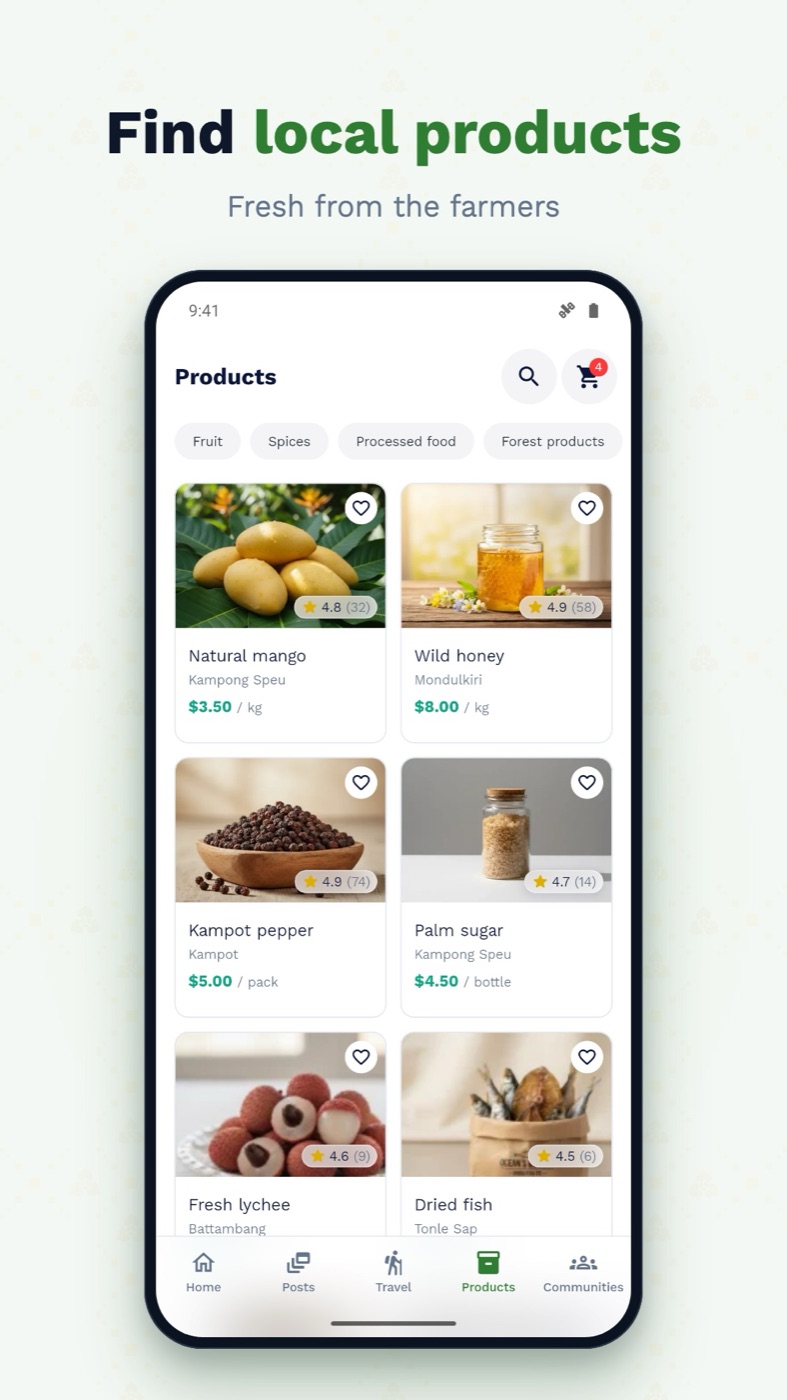 Find local products
Fresh from the farmers
9:41
Products
4
Fruit
Spices
Processed food
Forest products
4.8 (32)
4.9 (58)
Natural mango
Wild honey
Kampong Speu
Mondulkiri
$3.50 / kg
$8.00 / kg
4.9 (74)
4.7 (14)
Kampot pepper
Palm sugar
Kampot
Kampong Speu
$5.00 / pack
$4.50 / bottle
4.6 (9)
4.5 (6)
Fresh lychee
Dried fish
Battambang
Tonle Sap
Home
Posts
Travel
Products
Communities